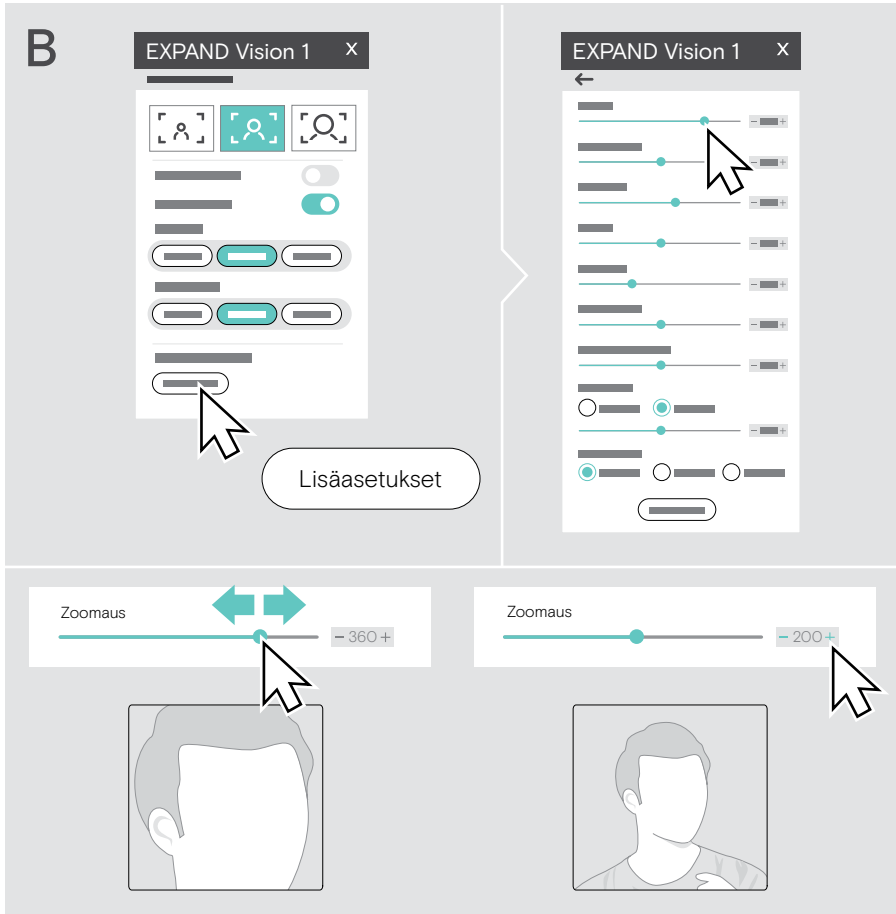 B
EXPAND Vision 1 X
EXPAND Vision 1 X
Lisäasetukset
Zoomaus
- 360 +
Zoomaus
- 200 +